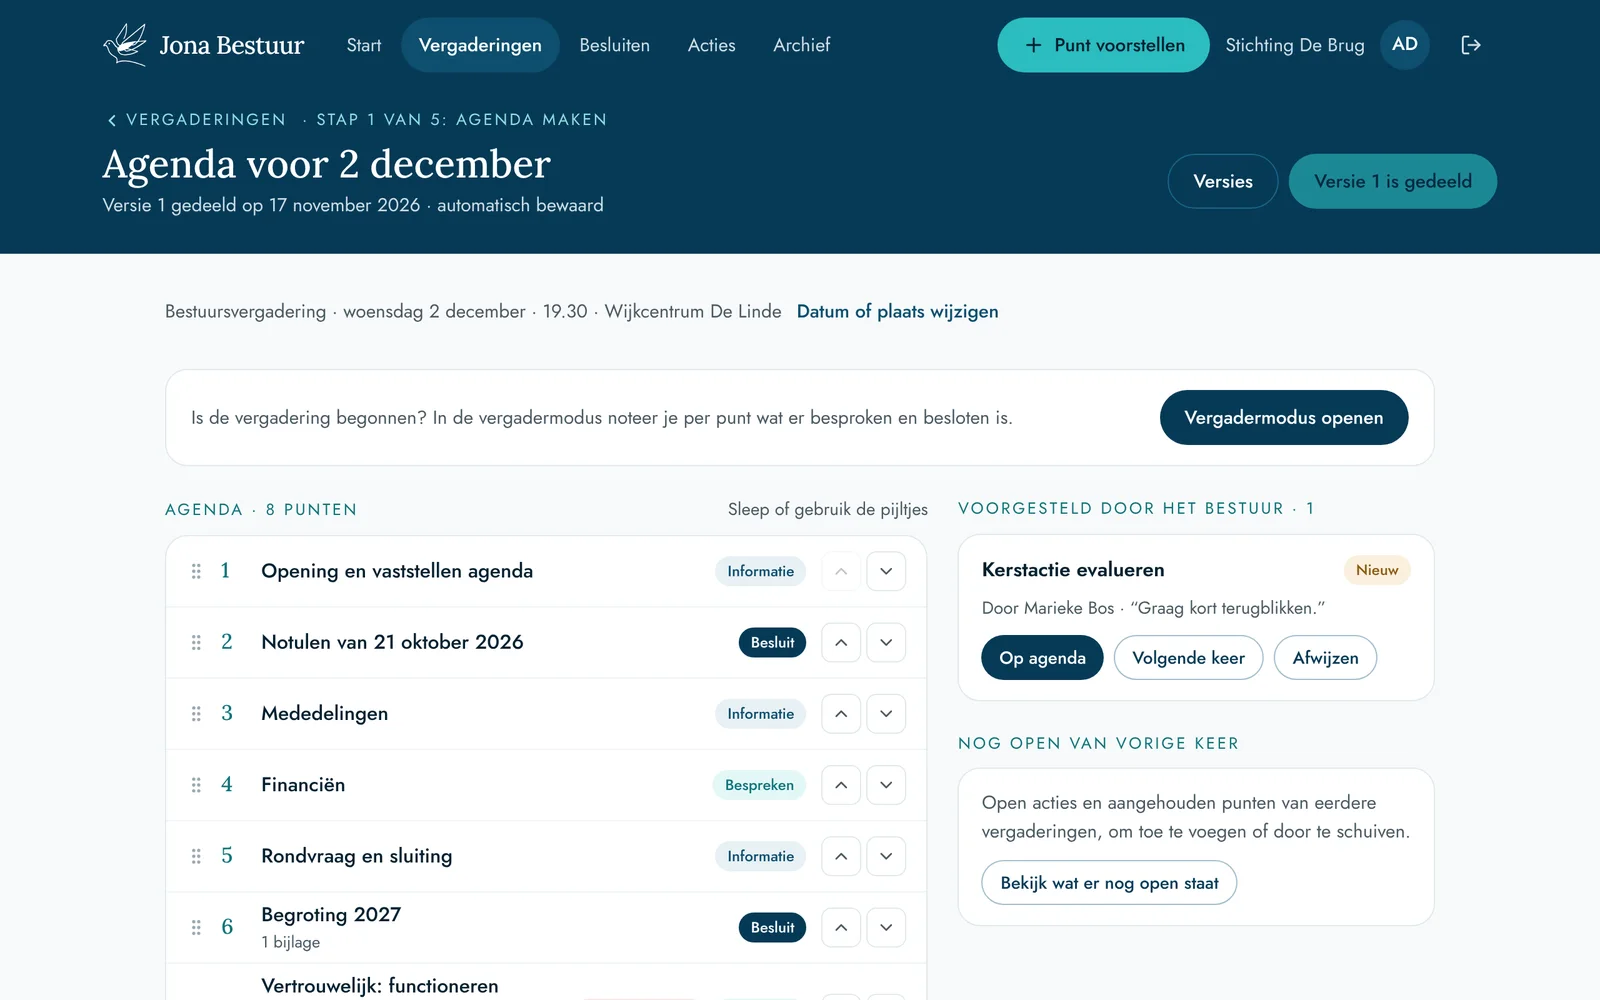 Jona Bestuur
Start
Vergaderingen
Besluiten
Acties
Archief
Punt voorstellen
Stichting De Brug
AD
VERGADERINGEN · STAP 1 VAN 5: AGENDA MAKEN
Agenda voor 2 december
Versie 1 gedeeld op 17 november 2026 · automatisch bewaard
Versies
Versie 1 is gedeeld
Bestuursvergadering · woensdag 2 december · 19.30 · Wijkcentrum De Linde
Datum of plaats wijzigen
Is de vergadering begonnen? In de vergadermodus noteer je per punt wat er besproken en besloten is.
Vergadermodus openen
AGENDA · 8 PUNTEN
Sleep of gebruik de pijltjes
1 Opening en vaststellen agenda Informatie
2 Notulen van 21 oktober 2026 Besluit
3 Mededelingen Informatie
4 Financiën Bespreken
5 Rondvraag en sluiting Informatie
6 Begroting 2027 Besluit
1 bijlage
Vertrouwelijk: functioneren
VOORGESTELD DOOR HET BESTUUR · 1
Kerstactie evalueren
Nieuw
Door Marieke Bos · “Graag kort terugblikken.”
Op agenda
Volgende keer
Afwijzen
NOG OPEN VAN VORIGE KEER
Open acties en aangehouden punten van eerdere
vergaderingen, om toe te voegen of door te schuiven.
Bekijk wat er nog open staat